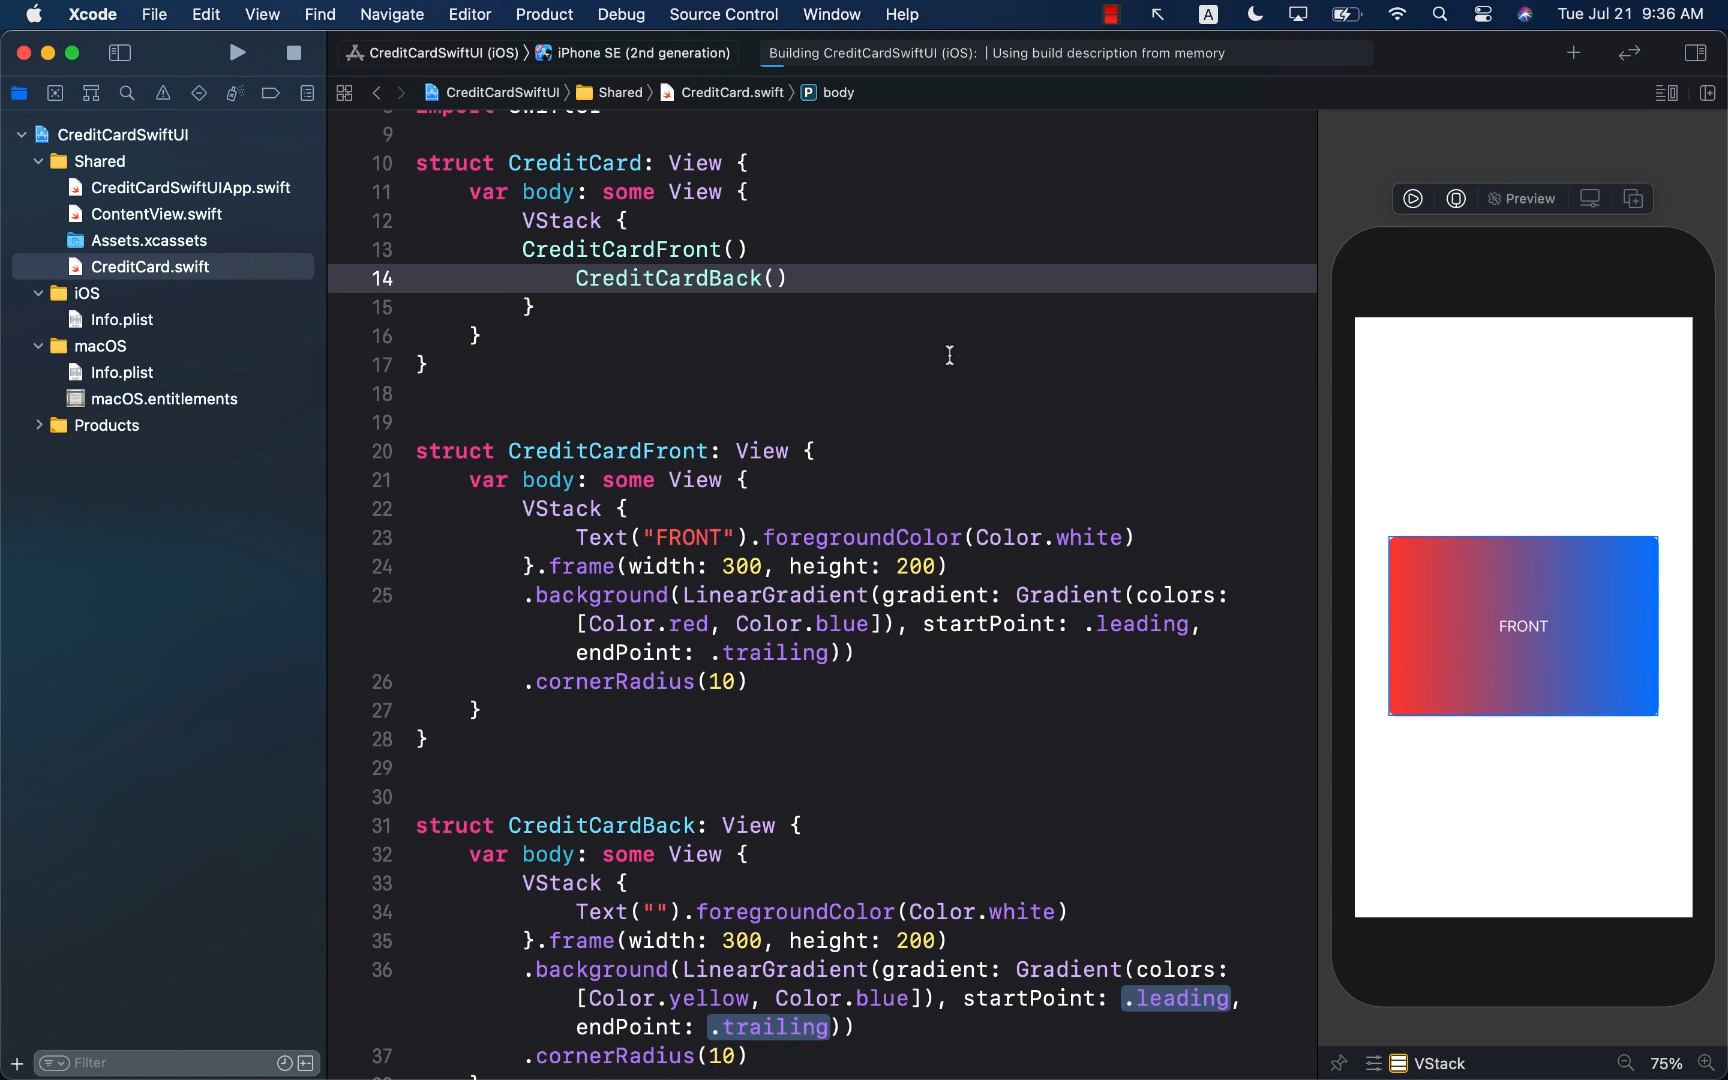 Xcode File Edit View Find Navigate Editor Product Debug Source Control Window Help A Tue Jul 21 9:36 AM
CreditCardSwiftUI (iOS) iPhone SE (2nd generation) Building CreditCardSwiftUI (iOS): | Using build description from memory
CreditCardSwiftUI Shared CreditCard.swift P body
CreditCardSwiftUI
Shared
CreditCardSwiftUIApp.swift
ContentView.swift
Assets.xcassets
CreditCard.swift
iOS
Info.plist
macOS
Info.plist
macOS.entitlements
Products
Filter
9
10 struct CreditCard: View {
11 var body: some View {
12 VStack {
13 CreditCardFront()
14 CreditCardBack()
15 }
16 }
17 }
18
19
20 struct CreditCardFront: View {
21 var body: some View {
22 VStack {
23 Text("FRONT").foregroundColor(Color.white)
24 }.frame(width: 300, height: 200)
25 .background(LinearGradient(gradient: Gradient(colors:
[Color.red, Color.blue]), startPoint: .leading,
endPoint: .trailing))
26 .cornerRadius(10)
27 }
28 }
29
30
31 struct CreditCardBack: View {
32 var body: some View {
33 VStack {
34 Text("").foregroundColor(Color.white)
35 }.frame(width: 300, height: 200)
36 .background(LinearGradient(gradient: Gradient(colors:
[Color.yellow, Color.blue]), startPoint: .leading,
endPoint: .trailing))
37 .cornerRadius(10)
Preview
FRONT
VStack 75%